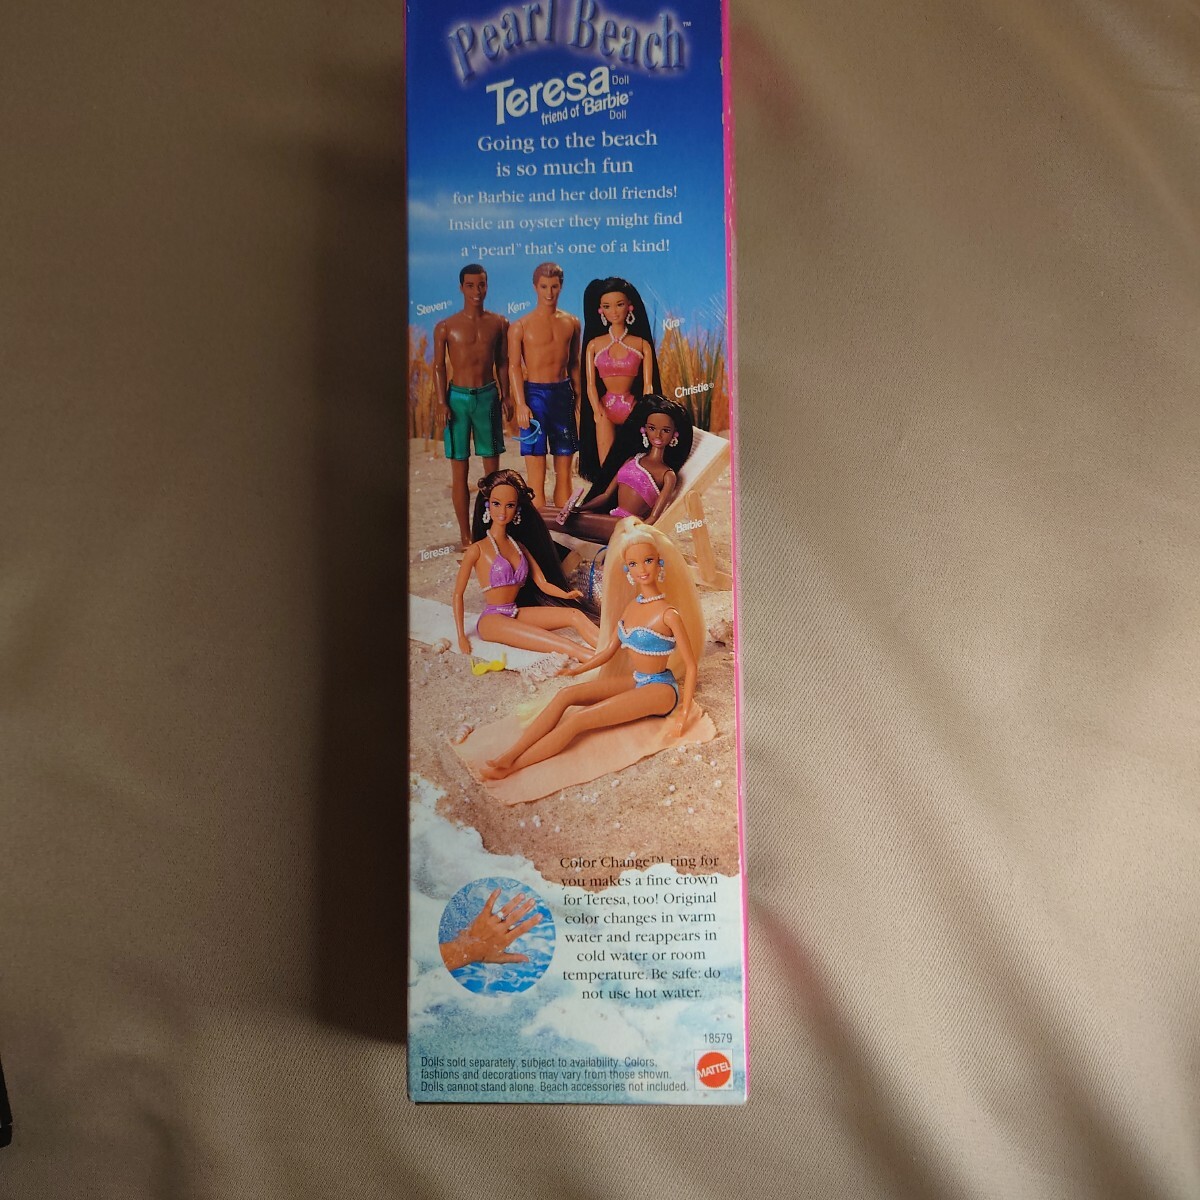 Pearl Beach™
Teresa® Doll
friend of Barbie® Doll
Going to the beach
is so much fun
for Barbie and her doll friends!
Inside an oyster they might find
a "pearl" that's one of a kind!
Steven®
Ken®
Kira®
Christie®
Teresa®
Barbie®
Color Change™ ring for
you makes a fine crown
for Teresa, too! Original
color changes in warm
water and reappears in
cold water or room
temperature. Be safe: do
not use hot water.
18579
Dolls sold separately, subject to availability. Colors,
fashions and decorations may vary from those shown.
Dolls cannot stand alone. Beach accessories not included.
MATTEL®